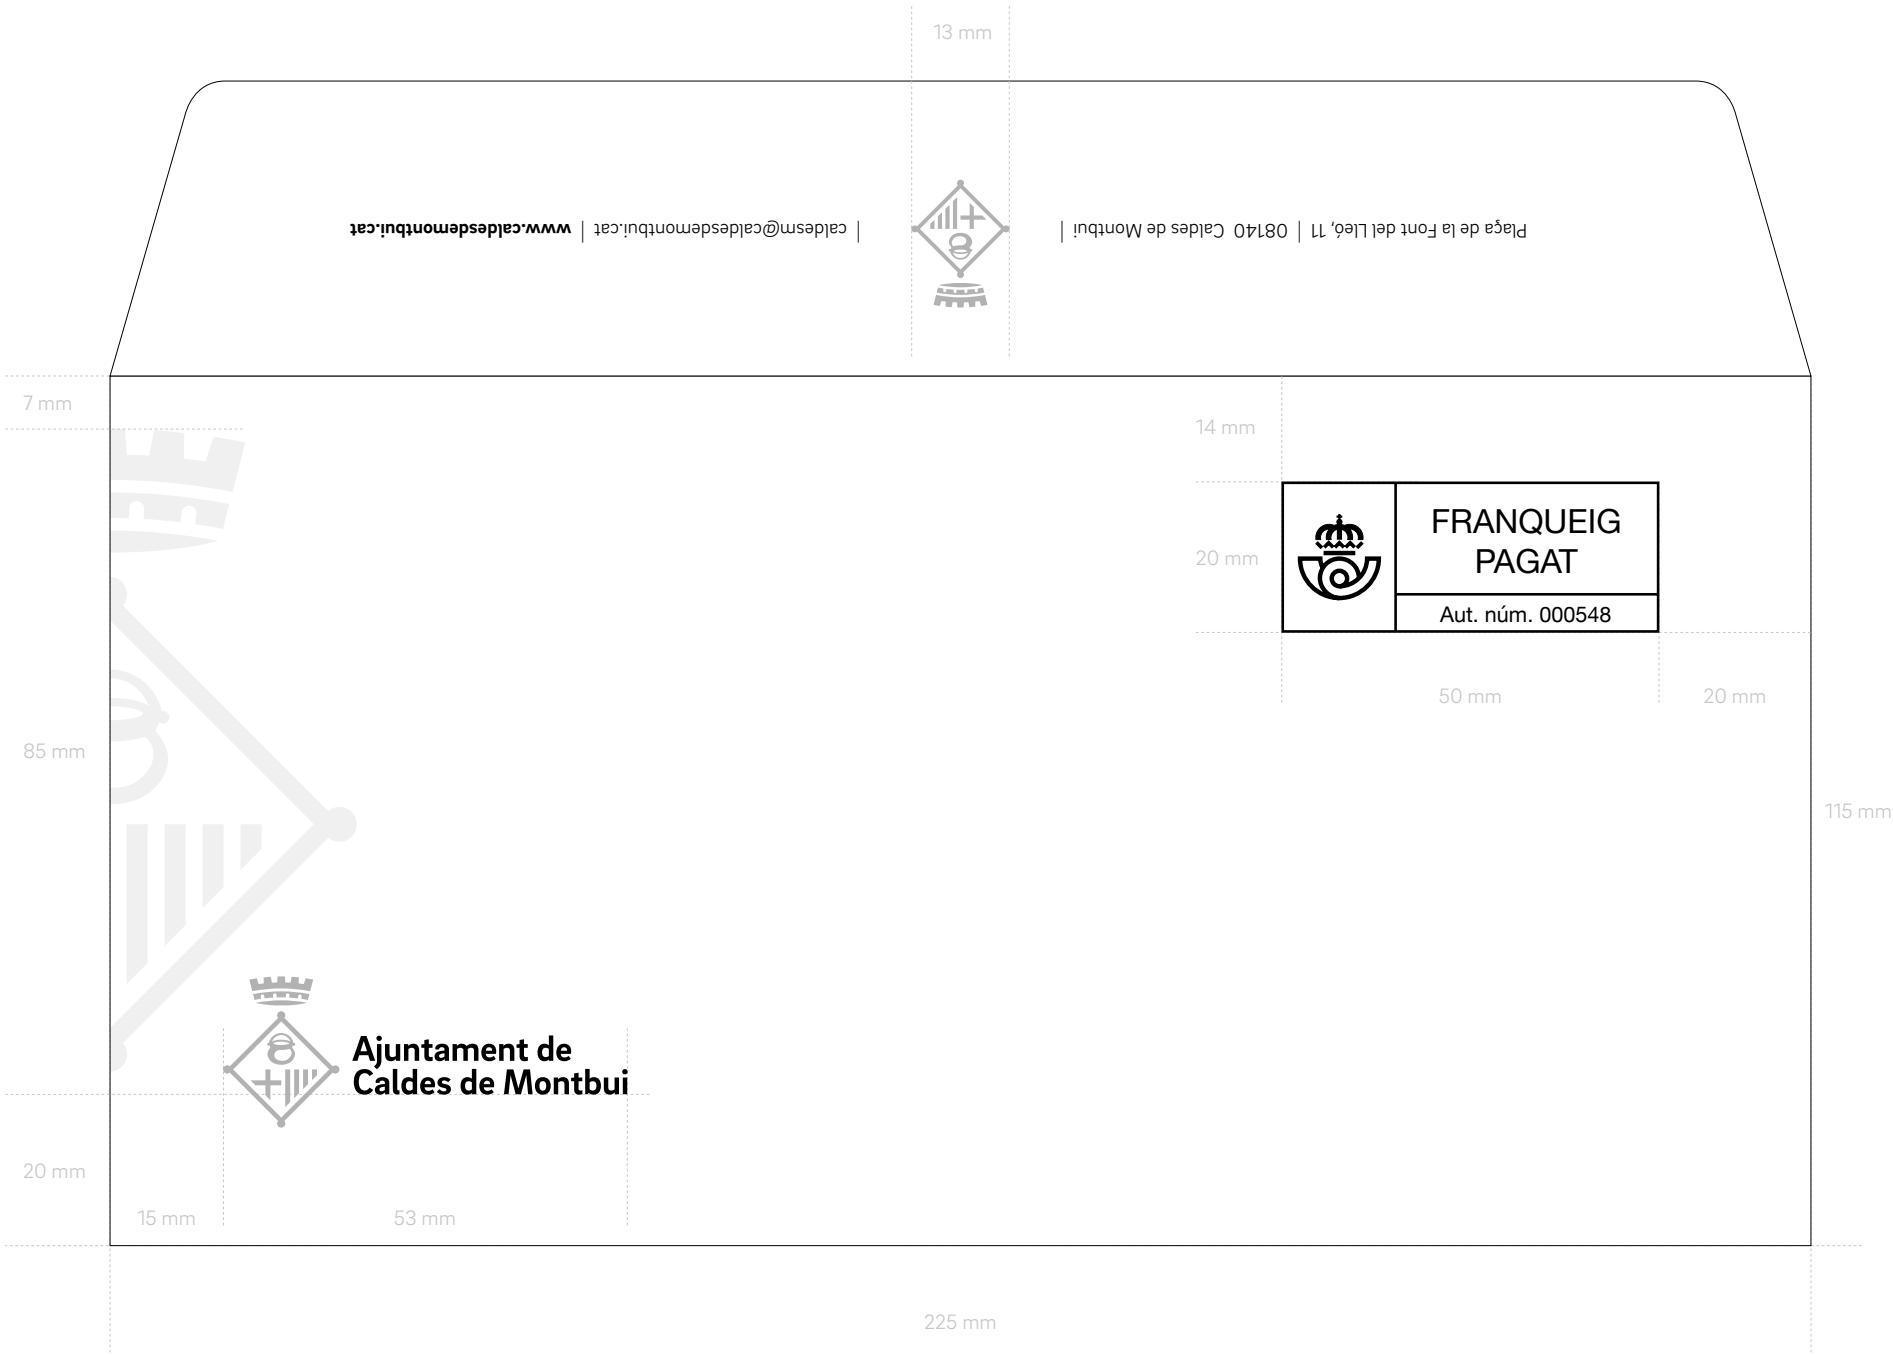 13 mm
Plaça de la Font del Lleó, 11 | 08140 Caldes de Montbui | | caldesm@caldesdemontbui.cat | www.caldesdemontbui.cat
7 mm
14 mm
FRANQUEIG
PAGAT
20 mm
Aut. núm. 000548
50 mm
20 mm
85 mm
115 mm
Ajuntament de
Caldes de Montbui
20 mm
15 mm
53 mm
225 mm